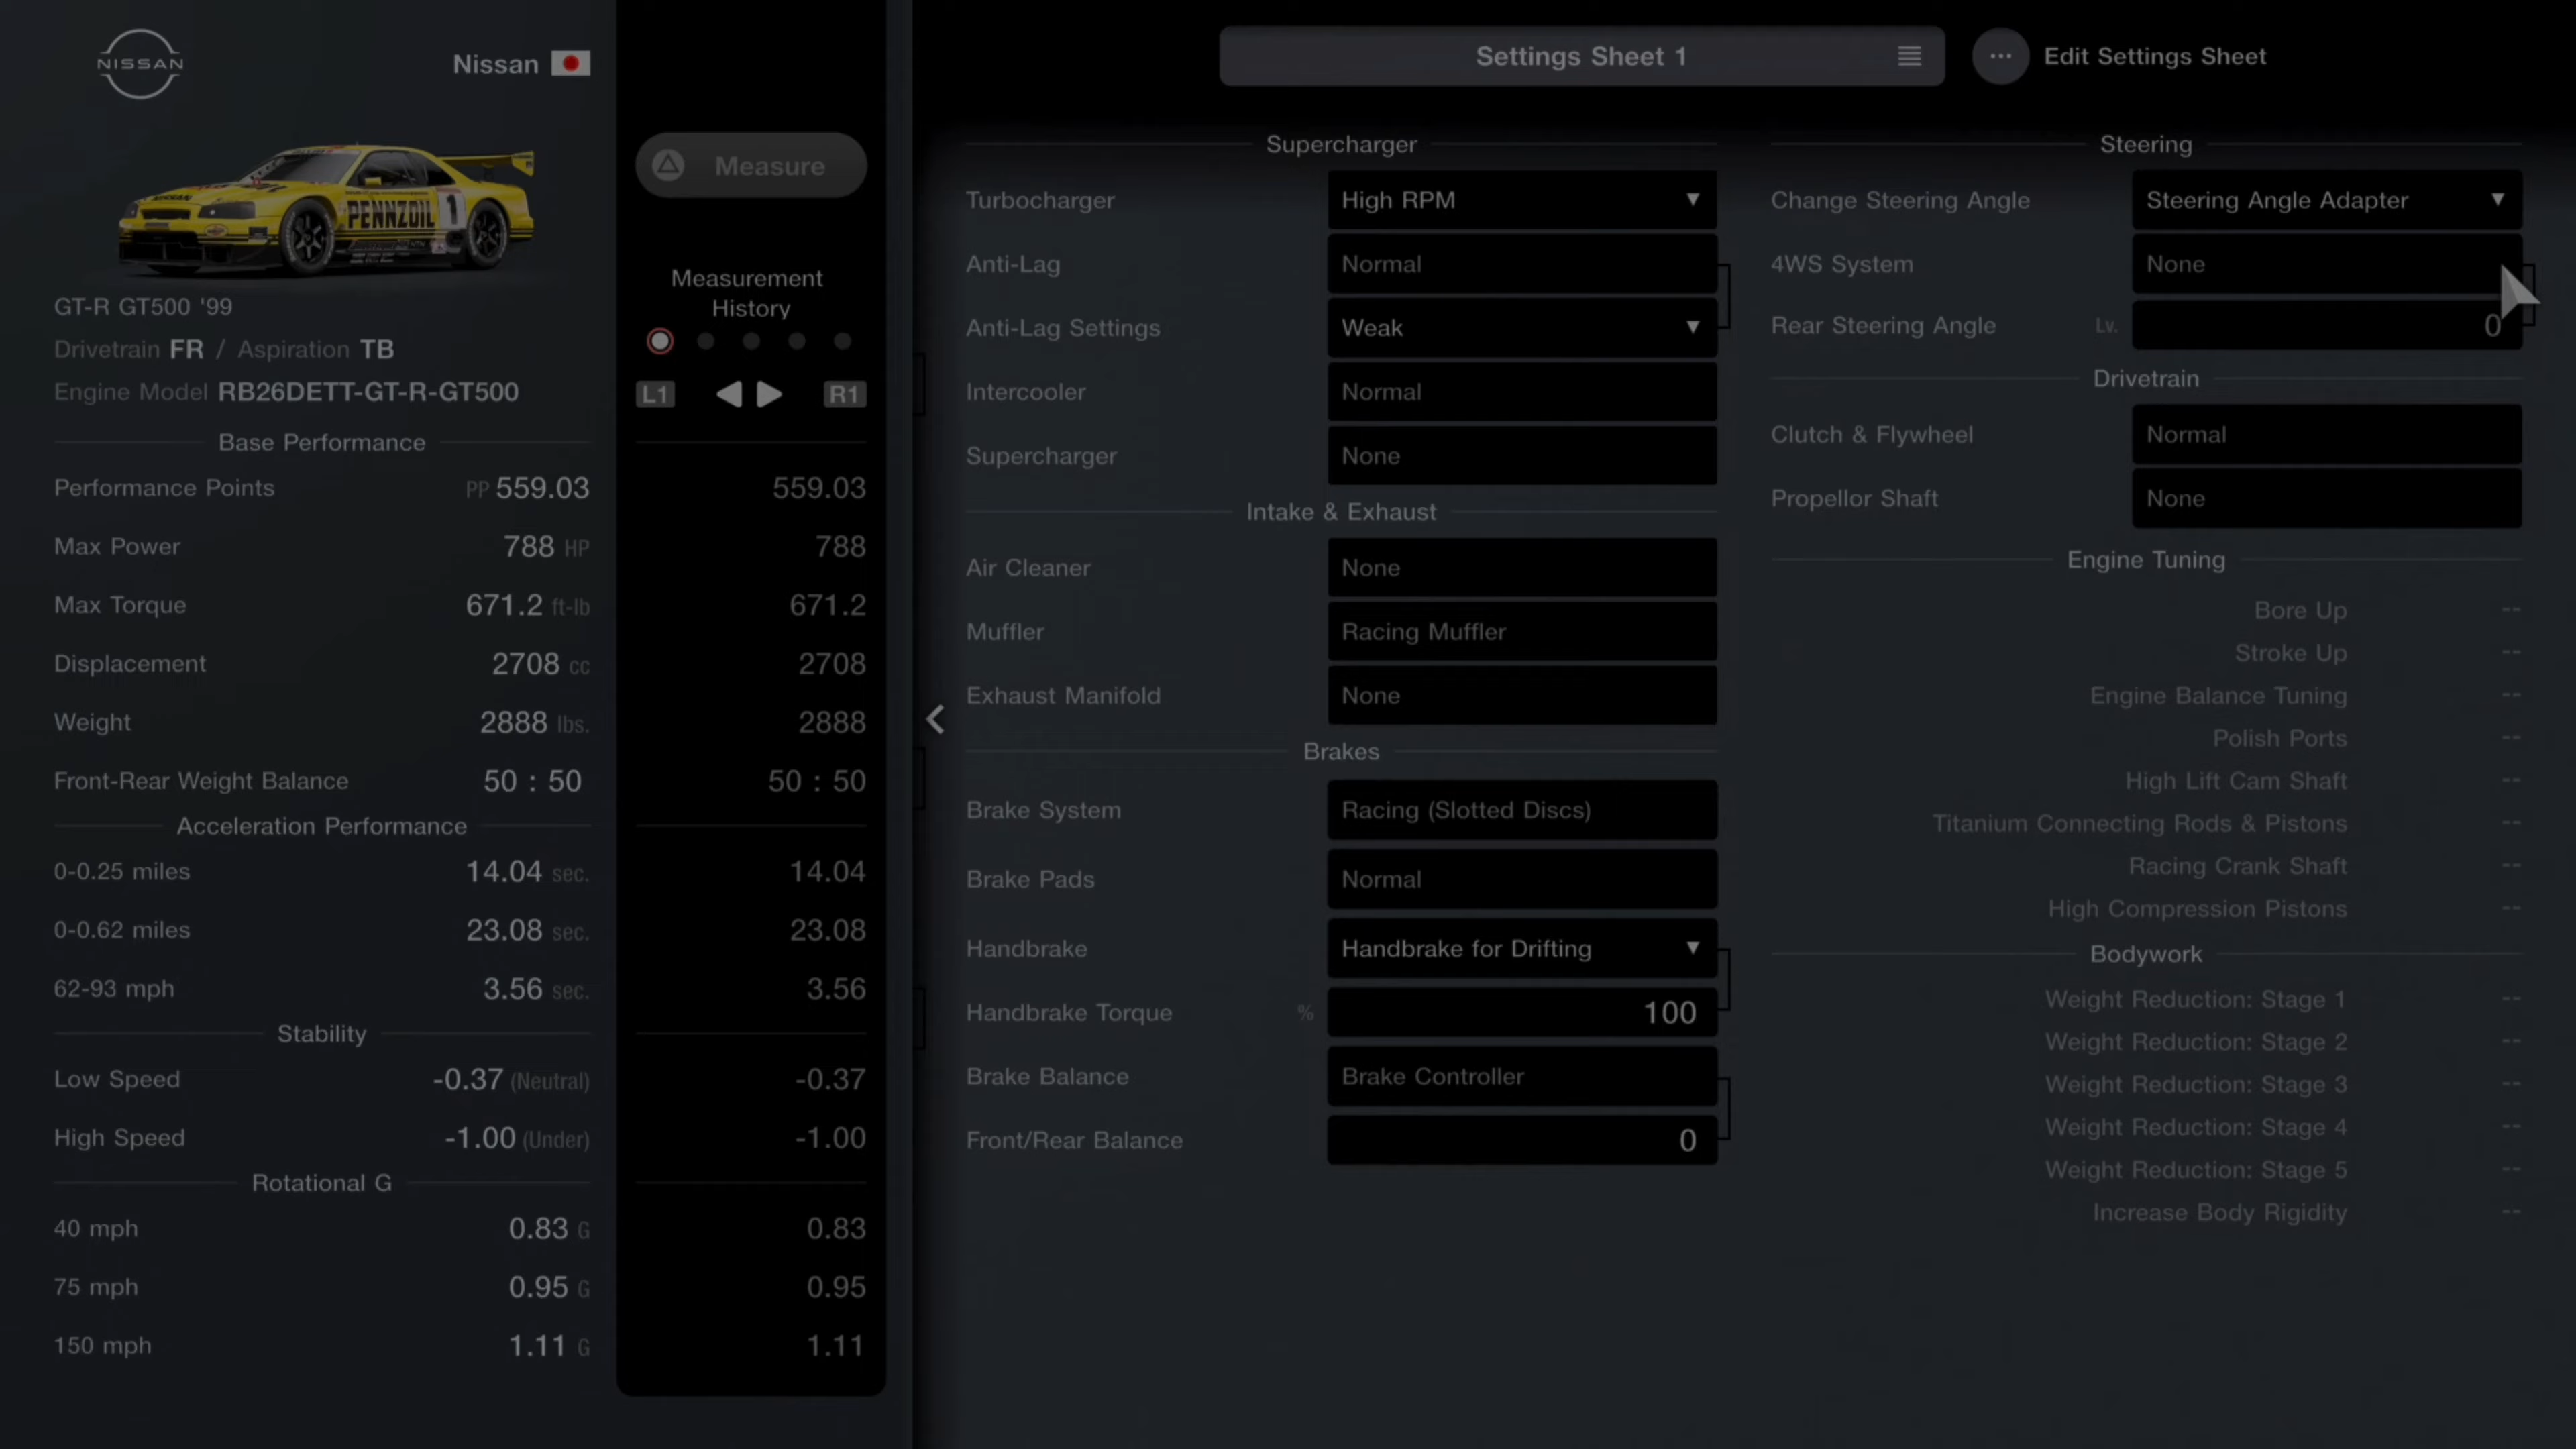 NISSAN
Nissan
PENNZOIL 1
GT-R GT500 '99
Drivetrain FR / Aspiration TB
Engine Model RB26DETT-GT-R-GT500
Measure
Measurement
History
L1 R1
Base Performance
Performance Points PP 559.03 559.03
Max Power 788 HP 788
Max Torque 671.2 ft-lb 671.2
Displacement 2708 cc 2708
Weight 2888 lbs. 2888
Front-Rear Weight Balance 50 : 50 50 : 50
Acceleration Performance
0-0.25 miles 14.04 sec. 14.04
0-0.62 miles 23.08 sec. 23.08
62-93 mph 3.56 sec. 3.56
Stability
Low Speed -0.37 (Neutral) -0.37
High Speed -1.00 (Under) -1.00
Rotational G
40 mph 0.83 G 0.83
75 mph 0.95 G 0.95
150 mph 1.11 G 1.11
Settings Sheet 1
Edit Settings Sheet
Supercharger
Turbocharger High RPM
Anti-Lag Normal
Anti-Lag Settings Weak
Intercooler Normal
Supercharger None
Intake & Exhaust
Air Cleaner None
Muffler Racing Muffler
Exhaust Manifold None
Brakes
Brake System Racing (Slotted Discs)
Brake Pads Normal
Handbrake Handbrake for Drifting
Handbrake Torque % 100
Brake Balance Brake Controller
Front/Rear Balance 0
Steering
Change Steering Angle Steering Angle Adapter
4WS System None
Rear Steering Angle Lv. 0
Drivetrain
Clutch & Flywheel Normal
Propellor Shaft None
Engine Tuning
Bore Up --
Stroke Up --
Engine Balance Tuning --
Polish Ports --
High Lift Cam Shaft --
Titanium Connecting Rods & Pistons --
Racing Crank Shaft --
High Compression Pistons --
Bodywork
Weight Reduction: Stage 1 --
Weight Reduction: Stage 2 --
Weight Reduction: Stage 3 --
Weight Reduction: Stage 4 --
Weight Reduction: Stage 5 --
Increase Body Rigidity --